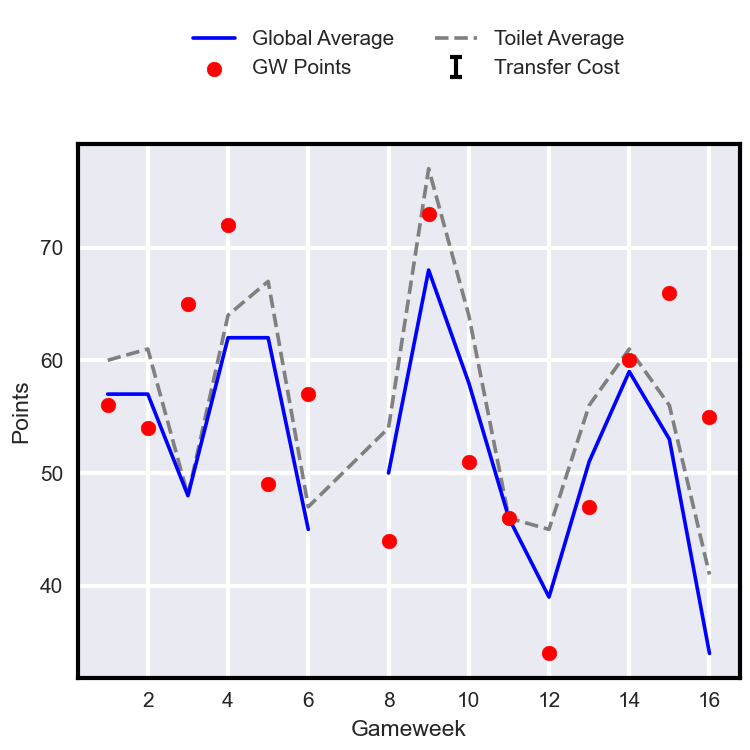 Global Average
GW Points
Toilet Average
Transfer Cost
70
60
50
40
Points
2 4 6 8 10 12 14 16
Gameweek